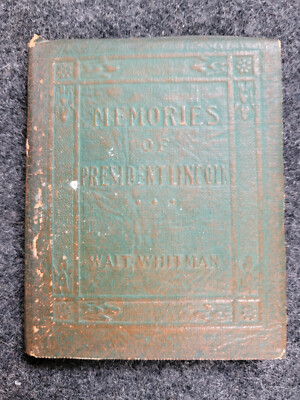 MEMORIES
OF
PRESIDENT LINCOLN
WALT WHITMAN